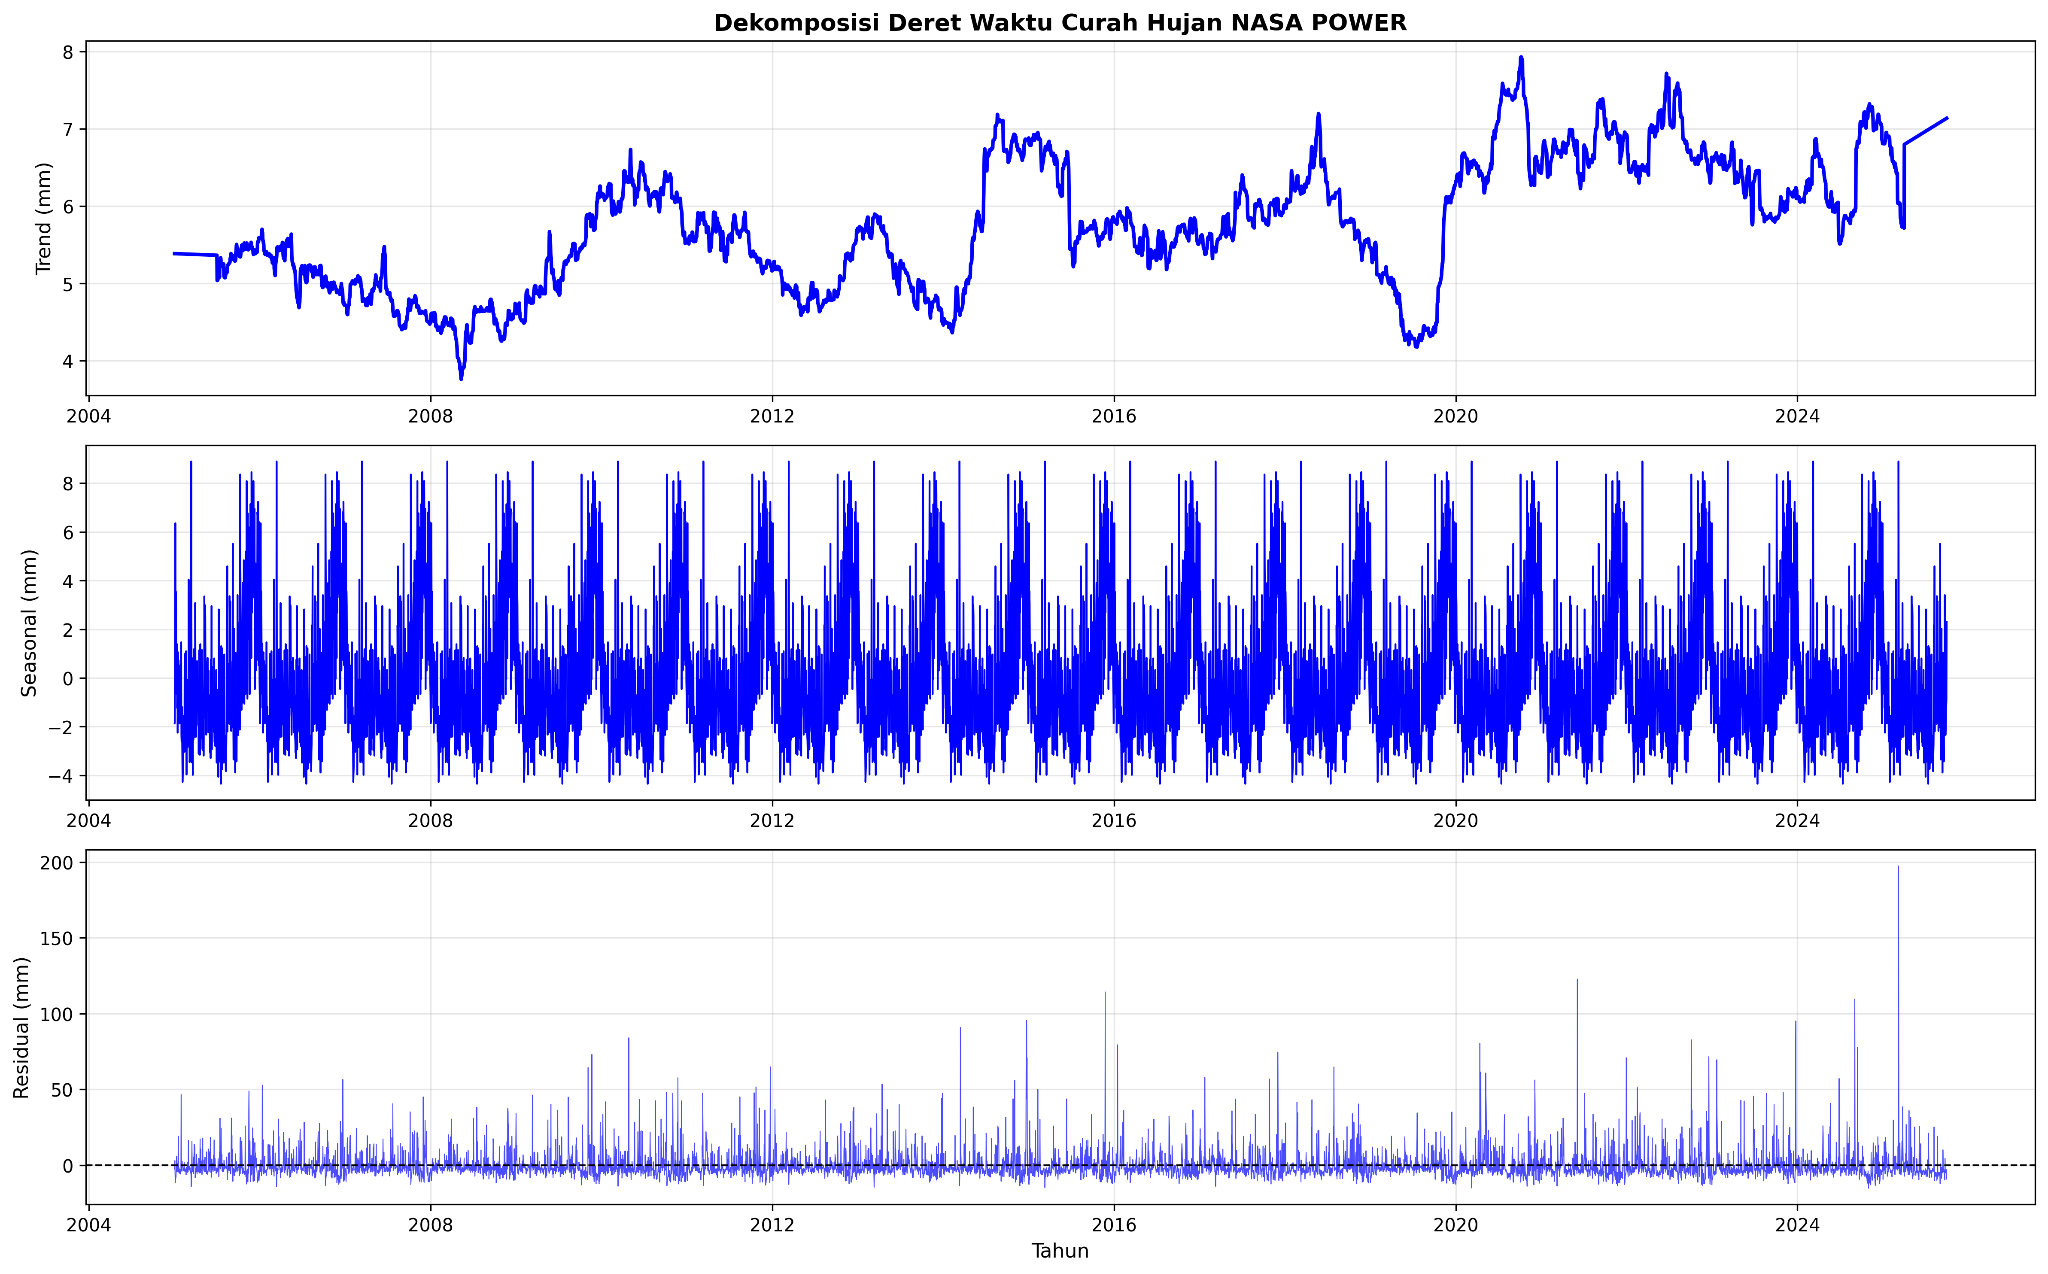 Dekomposisi Deret Waktu Curah Hujan NASA POWER
Trend (mm)
8
7
6
5
4
2004 2008 2012 2016 2020 2024
Seasonal (mm)
8
6
4
2
0
−2
−4
2004 2008 2012 2016 2020 2024
Residual (mm)
200
150
100
50
0
2004 2008 2012 2016 2020 2024
Tahun